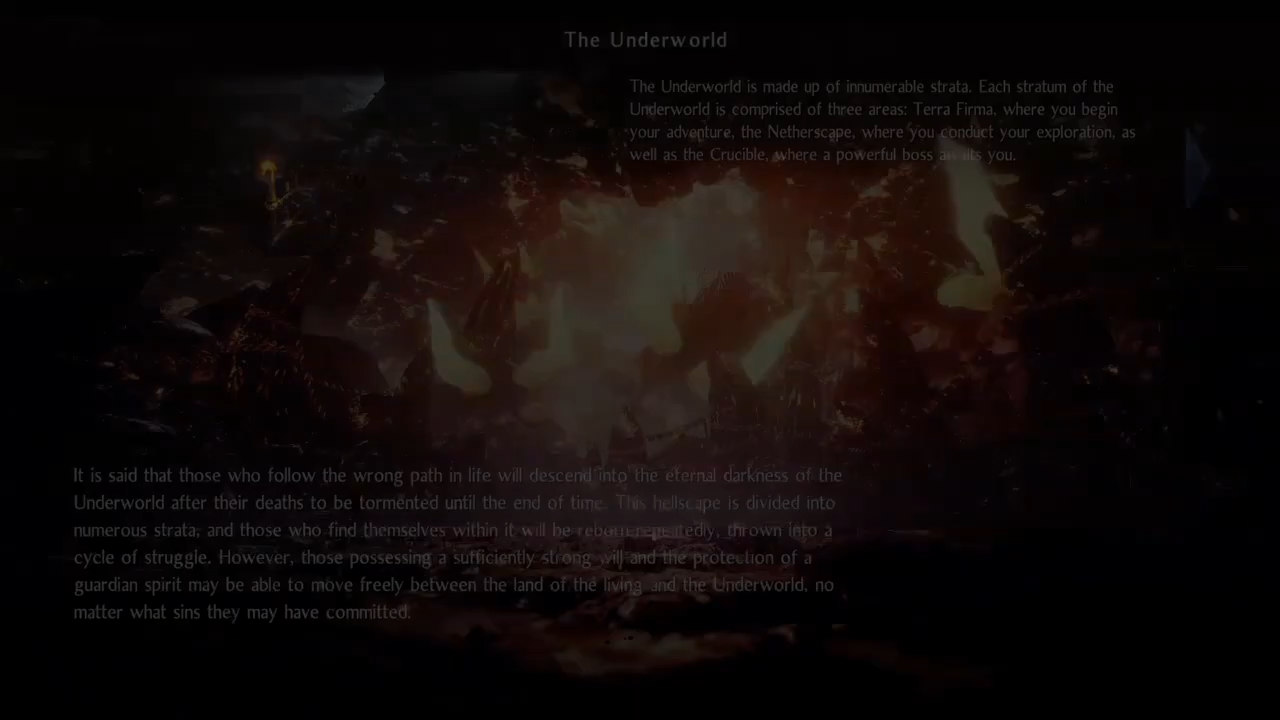 The Underworld
The Underworld is made up of innumerable strata. Each stratum of the
Underworld is comprised of three areas: Terra Firma, where you begin
your adventure, the Netherscape, where you conduct your exploration, as
well as the Crucible, where a powerful boss awaits you.
It is said that those who follow the wrong path in life will descend into the eternal darkness of the
Underworld after their deaths to be tormented until the end of time. This hellscape is divided into
numerous strata, and those who find themselves within it will be reborn repeatedly, thrown into a
cycle of struggle. However, those possessing a sufficiently strong will and the protection of a
guardian spirit may be able to move freely between the land of the living and the Underworld, no
matter what sins they may have committed.